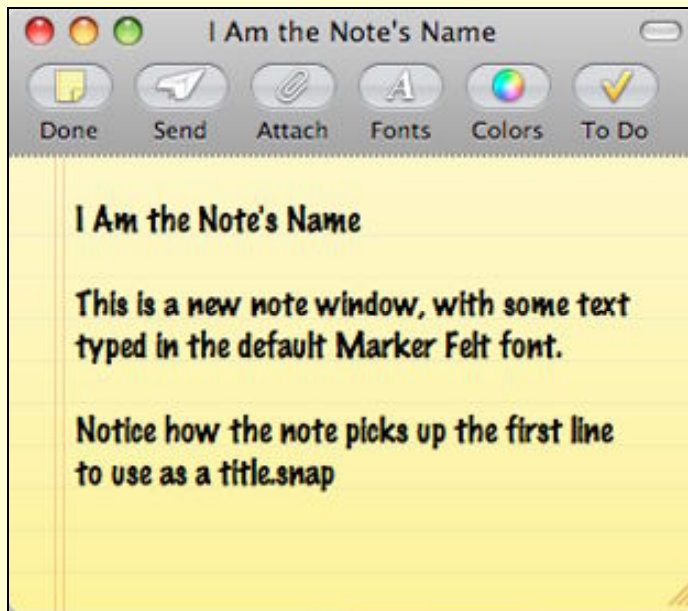 I Am the Note's Name
Done Send Attach Fonts Colors To Do
I Am the Note's Name
This is a new note window, with some text
typed in the default Marker Felt font.
Notice how the note picks up the first line
to use as a title.snap